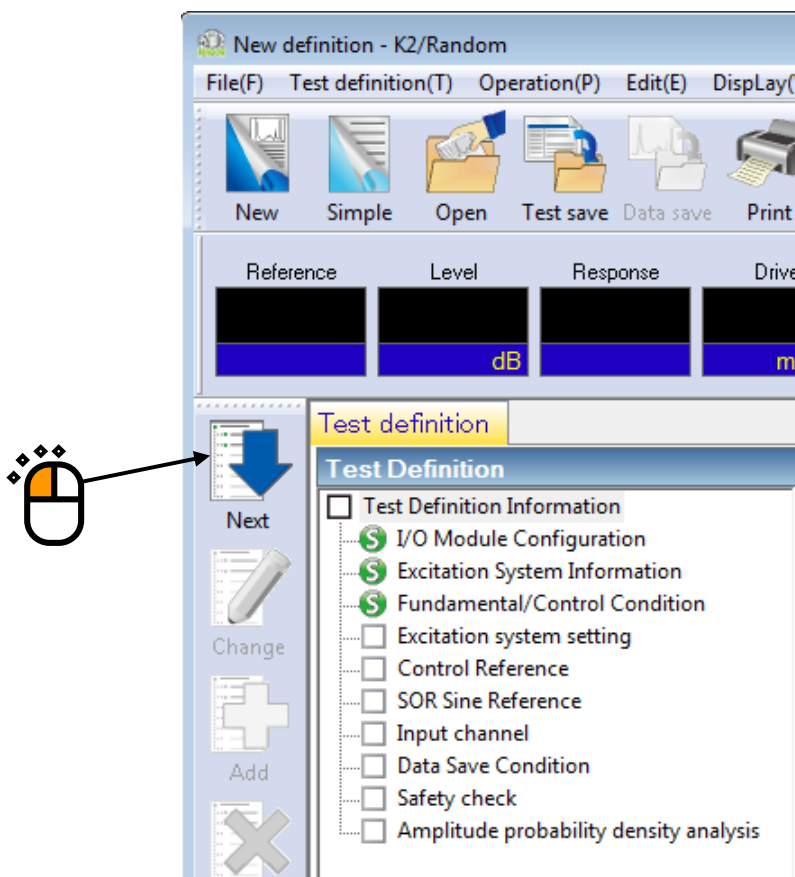 New definition - K2/Random
File(F) Test definition(T) Operation(P) Edit(E) DispLay(
New Simple Open Test save Data save Print
Reference Level Response Drive
dB m
Test definition
Test Definition
Next
Change
Add
Test Definition Information
S I/O Module Configuration
S Excitation System Information
S Fundamental/Control Condition
Excitation system setting
Control Reference
SOR Sine Reference
Input channel
Data Save Condition
Safety check
Amplitude probability density analysis